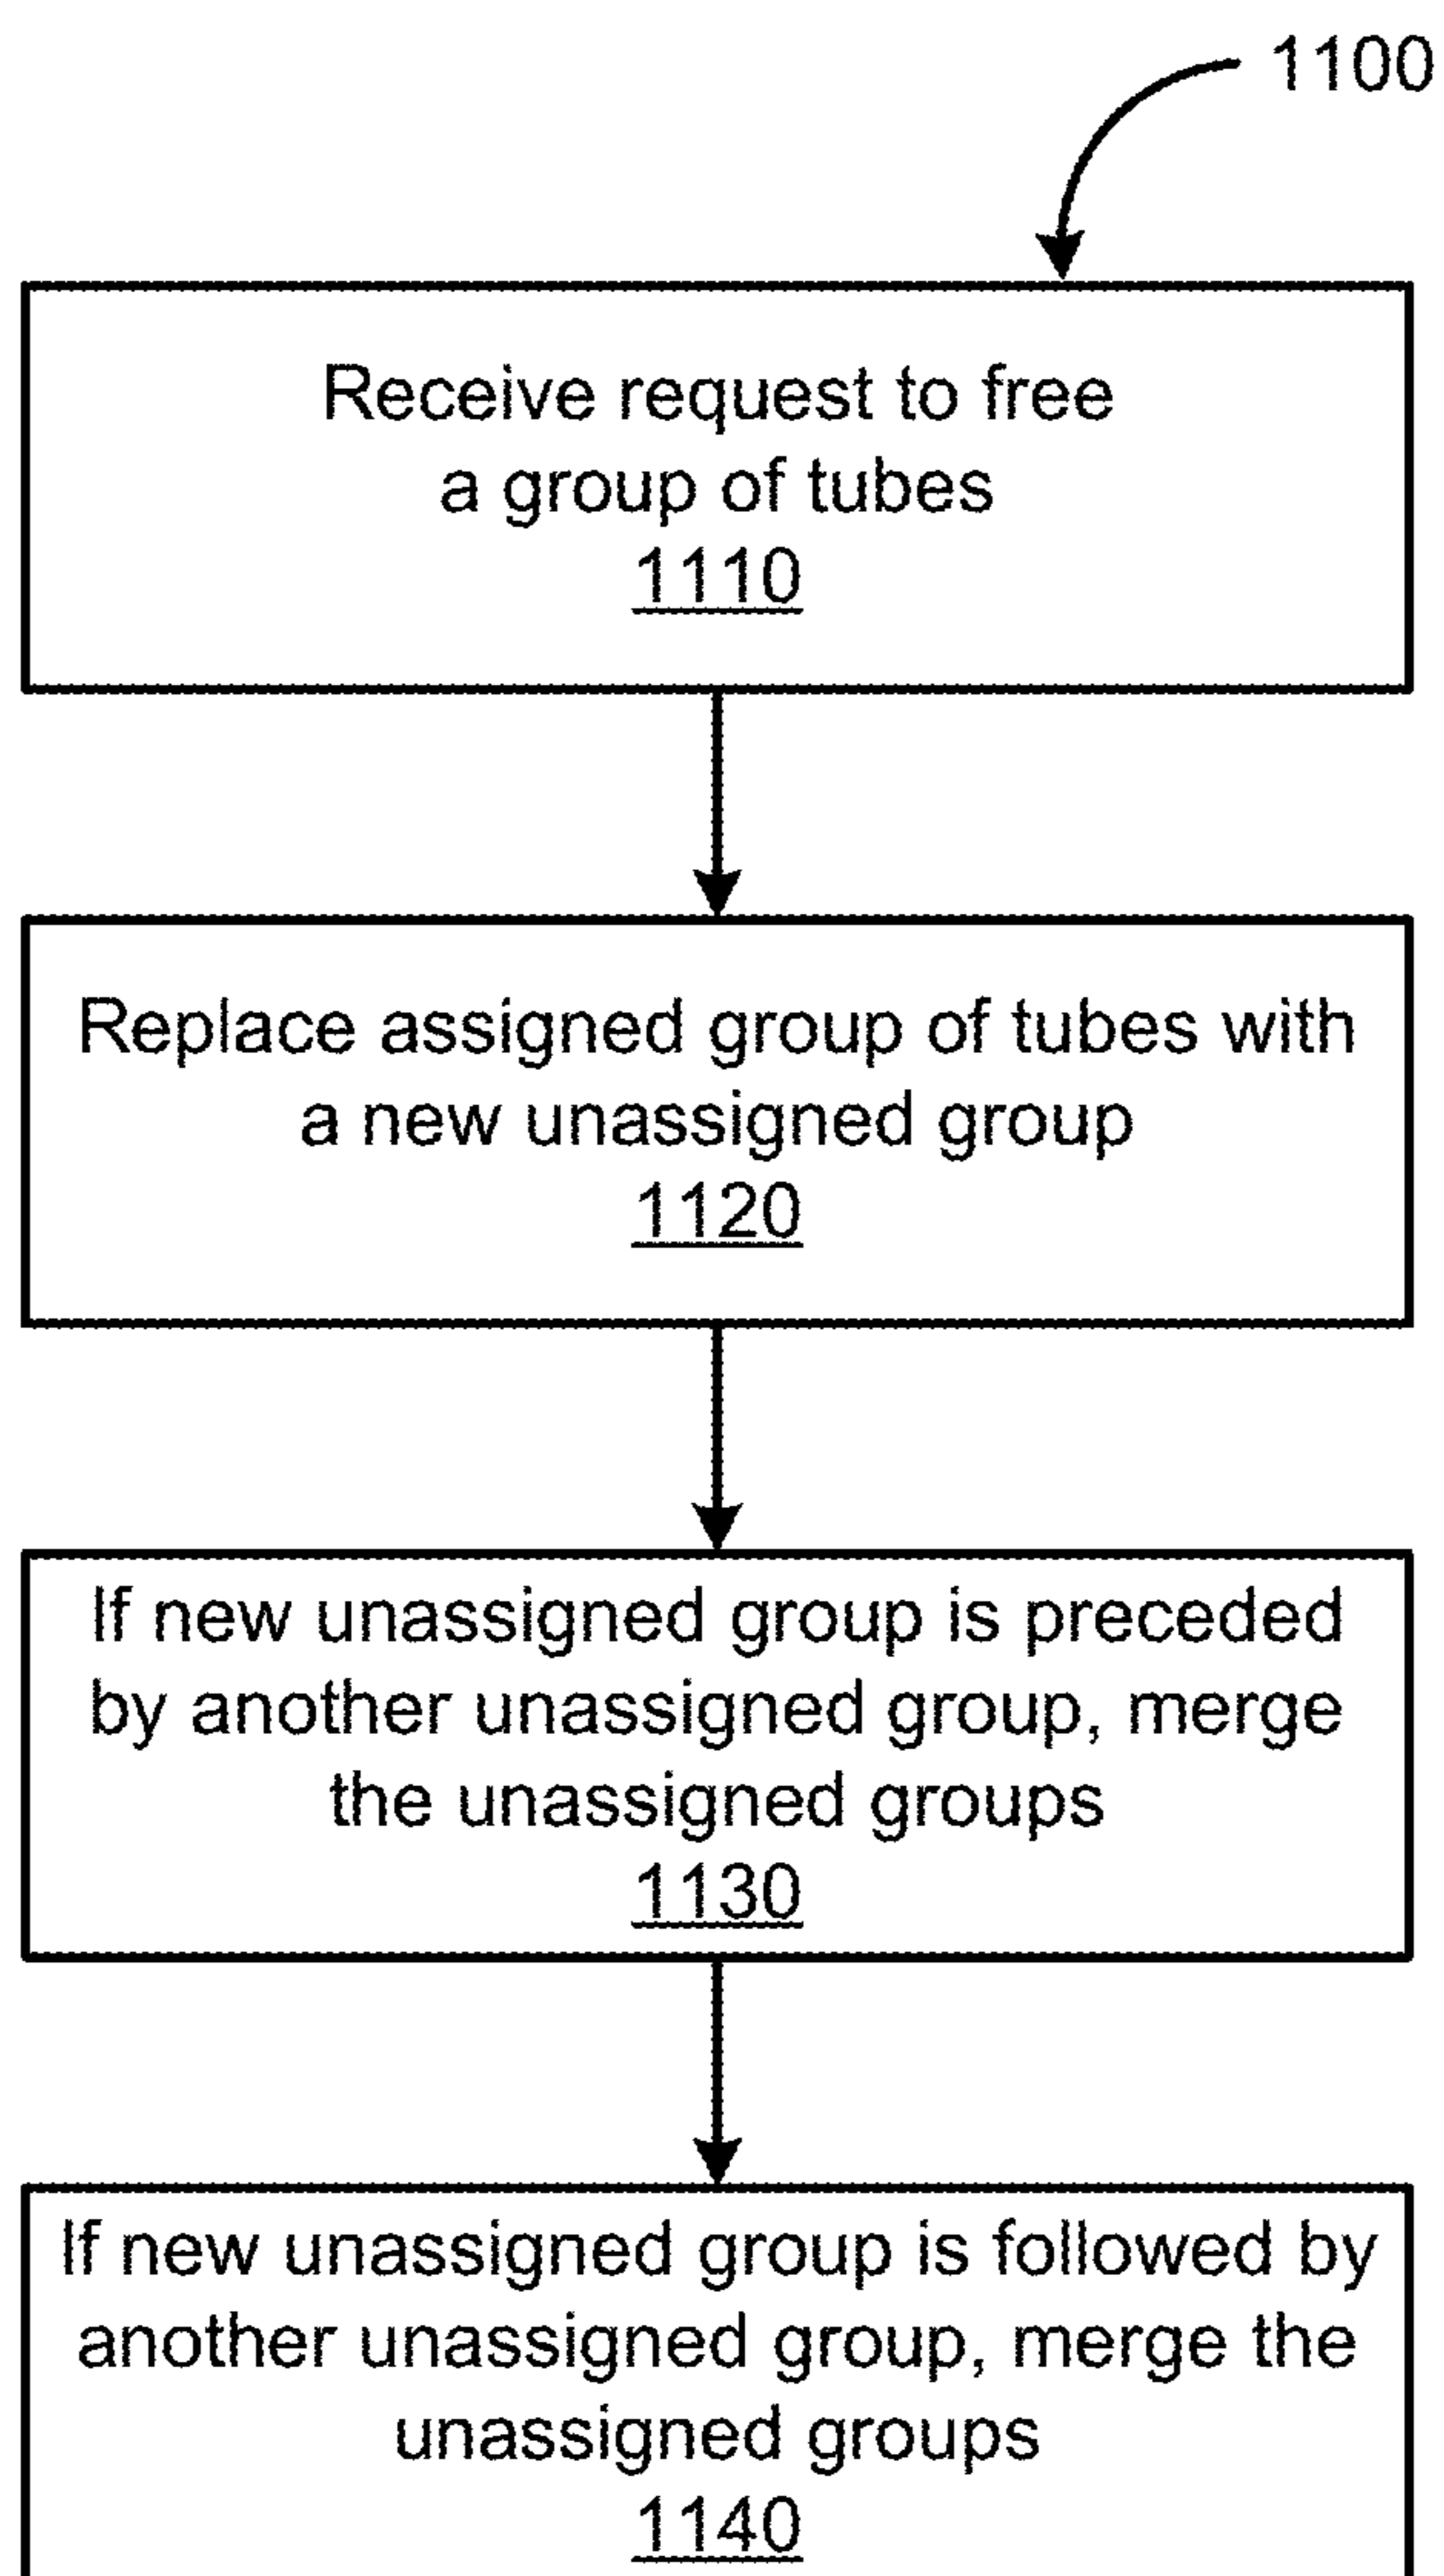 1100
Receive request to free
a group of tubes
1110
Replace assigned group of tubes with
a new unassigned group
1120
If new unassigned group is preceded
by another unassigned group, merge
the unassigned groups
1130
If new unassigned group is followed by
another unassigned group, merge the
unassigned groups
1140